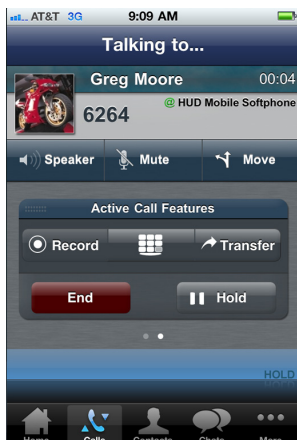 AT&T 3G 9:09 AM
Talking to...
Greg Moore 00:04
6264 @ HUD Mobile Softphone
Speaker Mute Move
Active Call Features
Record Transfer
End Hold
HOLD
Home Calls Contacts Chats More